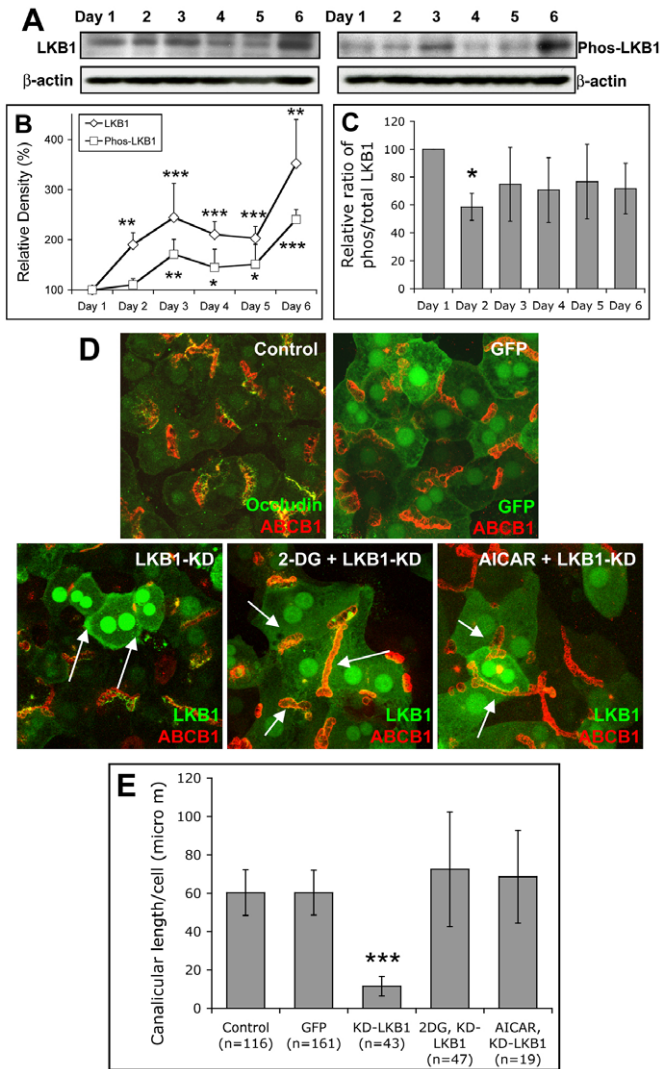 A
Day 1 2 3 4 5 6
Day 1 2 3 4 5 6
LKB1
Phos-LKB1
β-actin
β-actin
B
LKB1
Phos-LKB1
Relative Density (%)
400
300
200
100
**
***
***
***
**
**
*
*
***
Day 1 Day 2 Day 3 Day 4 Day 5 Day 6
C
Relative ratio of
phos/total LKB1
120
100
80
60
40
20
0
*
Day 1 Day 2 Day 3 Day 4 Day 5 Day 6
D
Control
Occludin
ABCB1
GFP
GFP
ABCB1
LKB1-KD
LKB1
ABCB1
2-DG + LKB1-KD
LKB1
ABCB1
AICAR + LKB1-KD
LKB1
ABCB1
E
Canalicular length/cell (micro m)
120
100
80
60
40
20
0
***
Control
(n=116)
GFP
(n=161)
KD-LKB1
(n=43)
2DG, KD-
LKB1
(n=47)
AICAR,
KD-LKB1
(n=19)